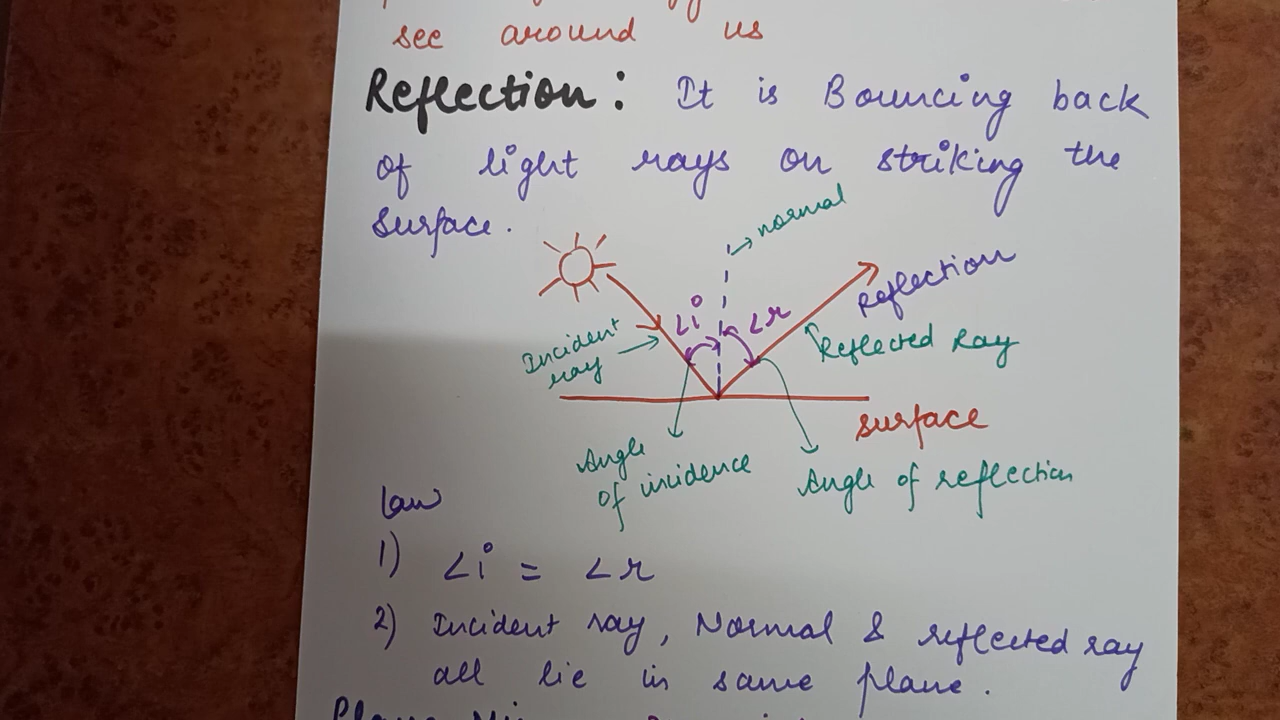 see around us
Reflection: It is Bouncing back
of light rays on striking the
surface.
normal
∠i
∠r
Reflection
Incident
ray
Reflected Ray
surface
Angle
of incidence
Angle of reflection
law
1) ∠i = ∠r
2) Incident ray, Normal & reflected ray
all lie in same plane.
Plane